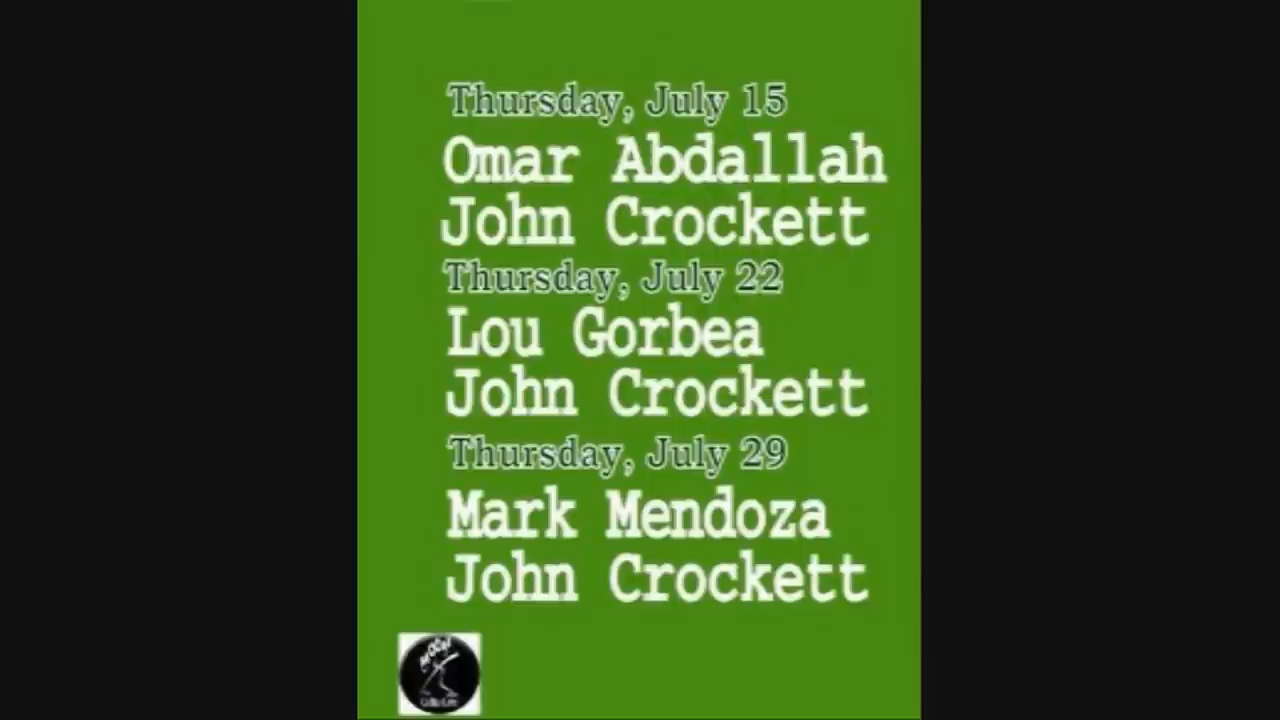 Thursday, July 15
Omar Abdallah
John Crockett
Thursday, July 22
Lou Gorbea
John Crockett
Thursday, July 29
Mark Mendoza
John Crockett